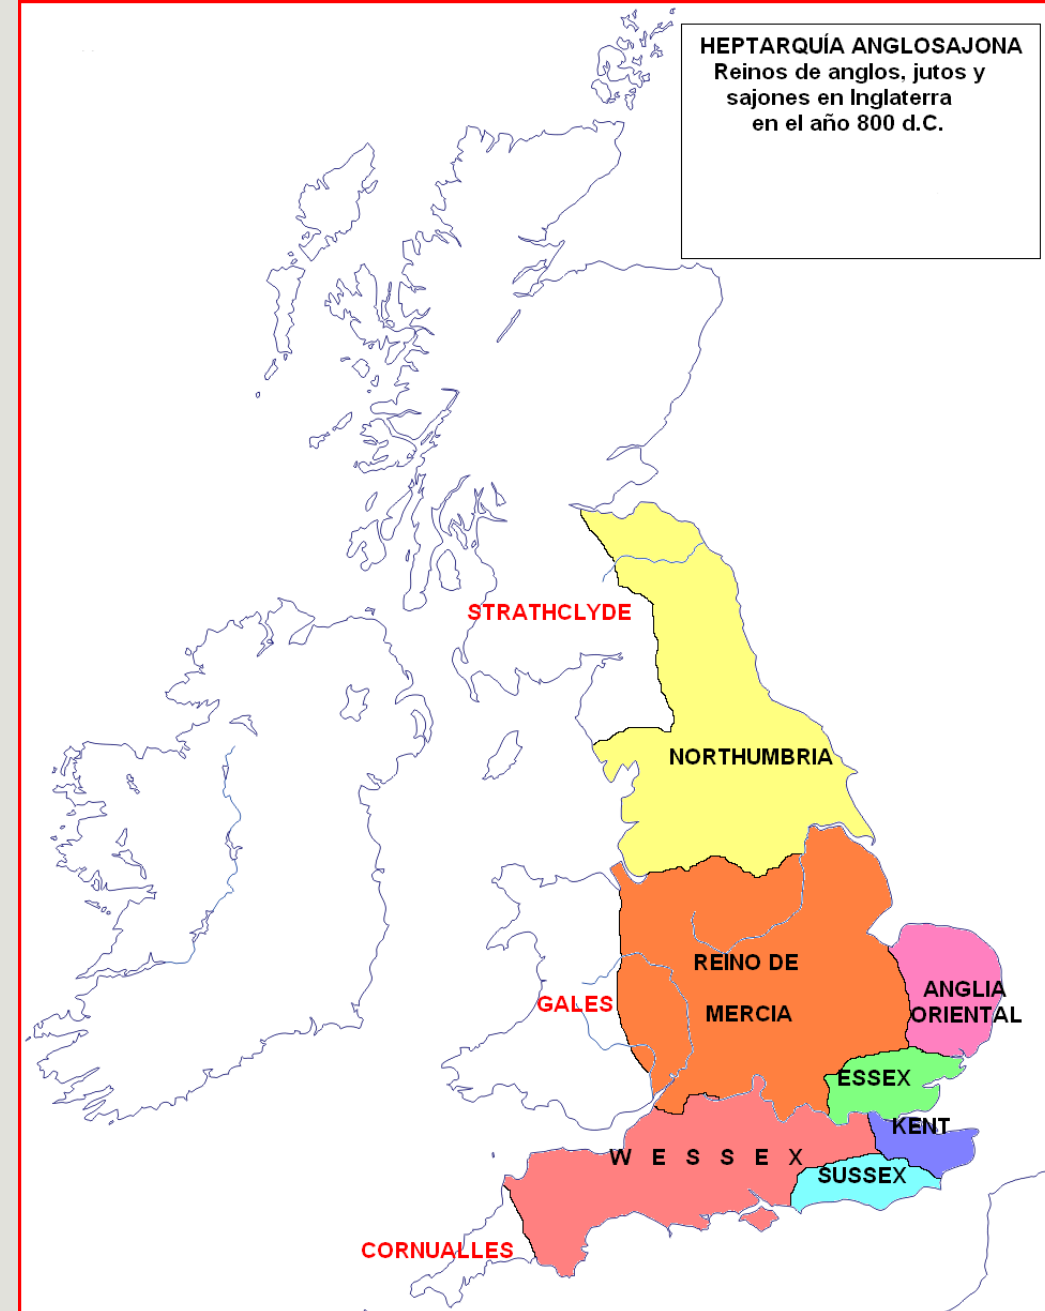 HEPTARQUÍA ANGLOSAJONA
Reinos de anglos, jutos y
sajones en Inglaterra
en el año 800 d.C.
STRATHCLYDE
NORTHUMBRIA
REINO DE
MERCIA
GALES
ANGLIA
ORIENTAL
ESSEX
KENT
WESSEX
SUSSEX
CORNUALLES